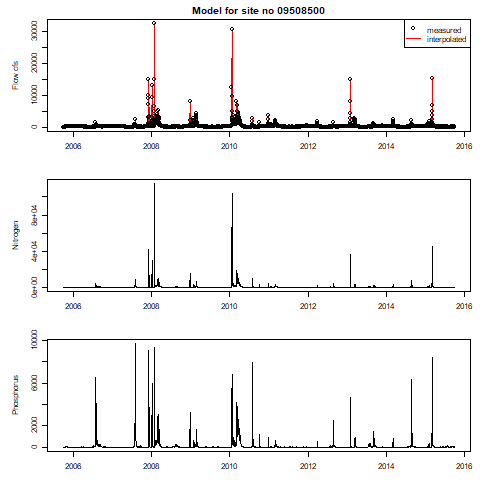 Model for site no 09508500
measured
interpolated
Flow cfs
0
10000
20000
30000
2006
2008
2010
2012
2014
2016
Nitrogen
0e+00
4e+04
8e+04
2006
2008
2010
2012
2014
2016
Phosphorus
0
2000
6000
10000
2006
2008
2010
2012
2014
2016